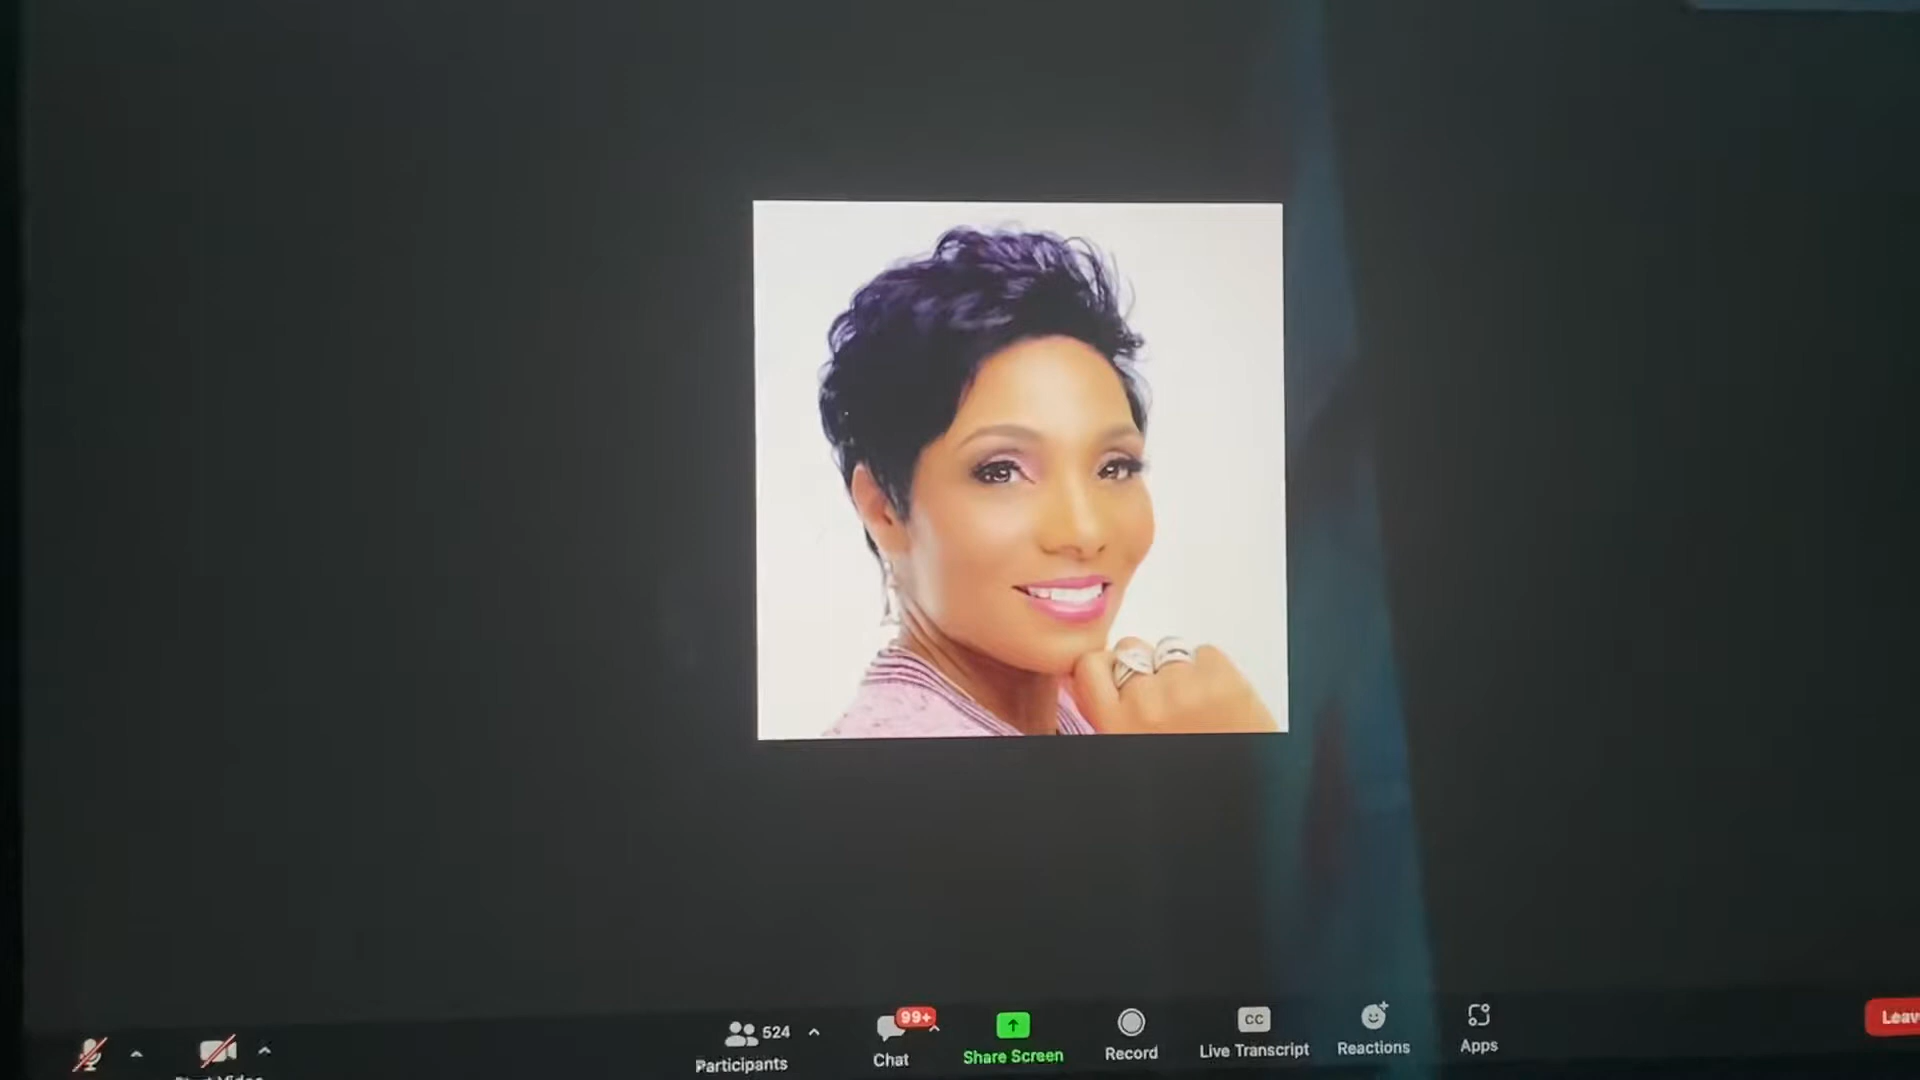 524
Participants
99+
Chat
Share Screen
Record
CC
Live Transcript
Reactions
Apps